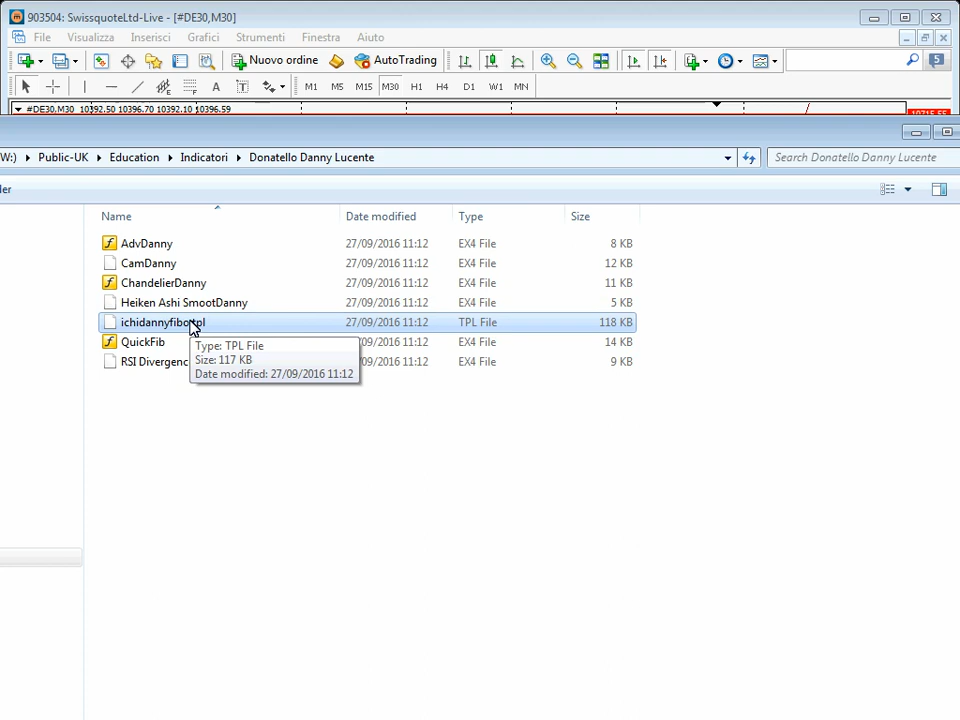 903504: SwissquoteLtd-Live - [#DE30,M30]
File Visualizza Inserisci Grafici Strumenti Finestra Aiuto
Nuovo ordine AutoTrading 5
A T M1 M5 M15 M30 H1 H4 D1 W1 MN
#DE30,M30 10392.50 10396.70 10392.10 10396.59
W:) Public-UK Education Indicatori Donatello Danny Lucente Search Donatello Danny Lucente
der
Name Date modified Type Size
AdvDanny 27/09/2016 11:12 EX4 File 8 KB
CamDanny 27/09/2016 11:12 EX4 File 12 KB
ChandelierDanny 27/09/2016 11:12 EX4 File 11 KB
Heiken Ashi SmootDanny 27/09/2016 11:12 EX4 File 5 KB
27/09/2016 11:12 TPL File 118 KB
QuickFib /09/2016 11:12 EX4 File 14 KB
RSI Divergenc /09/2016 11:12 EX4 File 9 KB
Type: TPL File
Size: 117 KB
Date modified: 27/09/2016 11:12